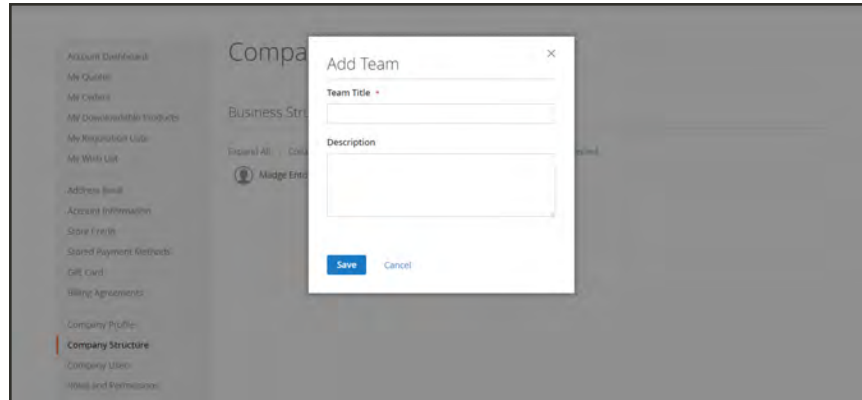 Account Dashboard
My Quotes
My Orders
My Downloadable Products
My Requisition Lists
My Wish List
Address Book
Account Information
Store Credit
Stored Payment Methods
Gift Card
Billing Agreements
Company Profile
Company Structure
Company Users
Roles and Permissions
Compa
Business Stru
Expand All
Madge
Add Team
Team Title *
Description
Save Cancel